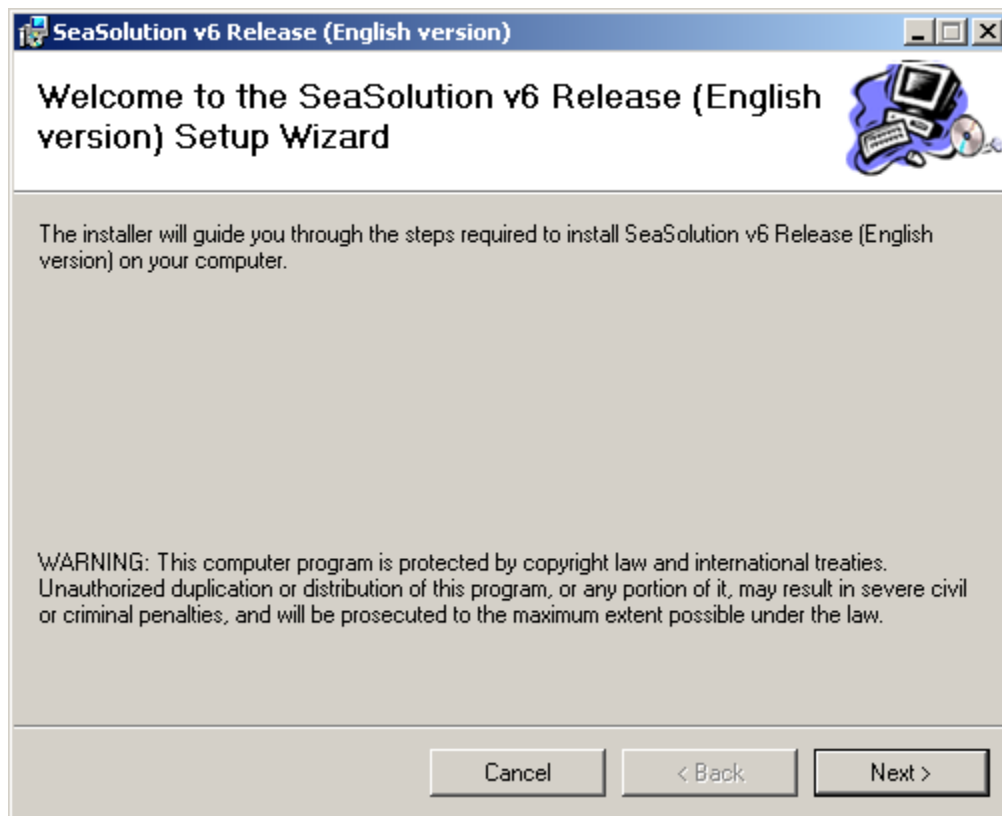 SeaSolution v6 Release (English version)
Welcome to the SeaSolution v6 Release (English
version) Setup Wizard
The installer will guide you through the steps required to install SeaSolution v6 Release (English
version) on your computer.
WARNING: This computer program is protected by copyright law and international treaties.
Unauthorized duplication or distribution of this program, or any portion of it, may result in severe civil
or criminal penalties, and will be prosecuted to the maximum extent possible under the law.
Cancel < Back Next >